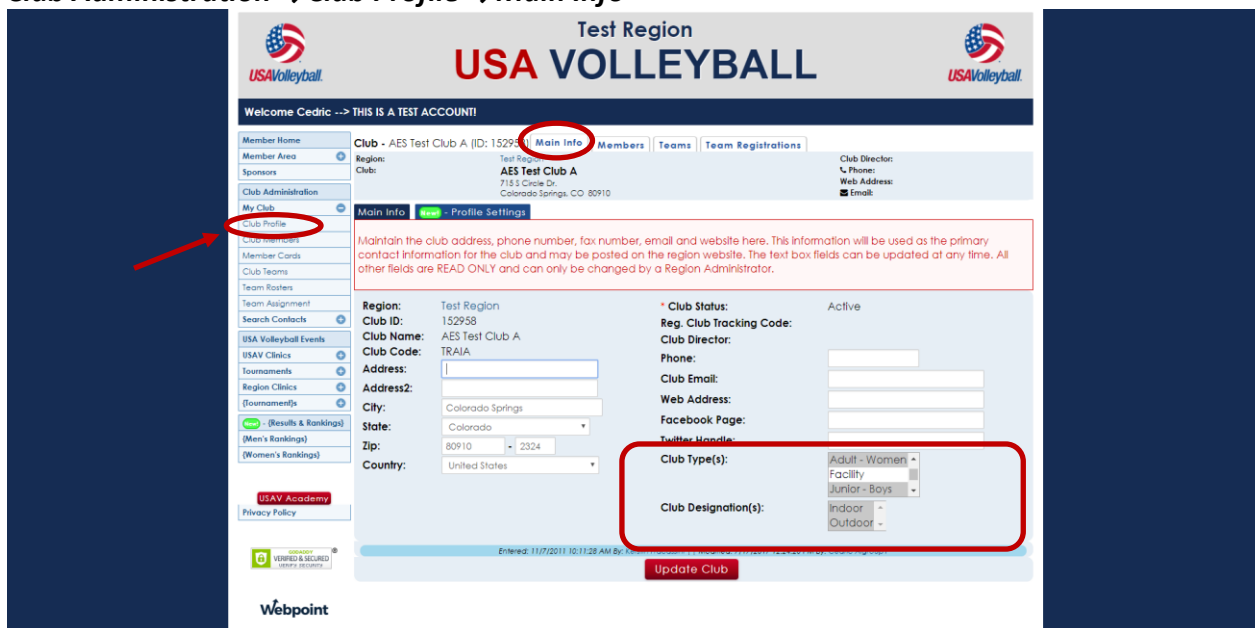 Club Administration → Club Profile → Main Info
Test Region
USA VOLLEYBALL
USAVolleyball.
USAVolleyball.
Welcome Cedric --> THIS IS A TEST ACCOUNT!
Member Home
Member Area
Sponsors
Club Administration
My Club
Club Profile
Club Members
Member Cards
Club Teams
Team Rosters
Team Assignment
Search Contacts
USA Volleyball Events
USAV Clinics
Tournaments
Region Clinics
{Tournament}s
New! - {Results & Rankings}
{Men's Rankings}
{Women's Rankings}
USAV Academy
Privacy Policy
GODADDY
VERIFIED & SECURED
VERIFY SECURITY
Webpoint
Club - AES Test Club A (ID: 152958) Main Info Members Teams Team Registrations
Region: Test Region Club Director:
Club: AES Test Club A Phone:
715 S Circle Dr. Web Address:
Colorado Springs, CO 80910 Email:
Main Info New! - Profile Settings
Maintain the club address, phone number, fax number, email and website here. This information will be used as the primary
contact information for the club and may be posted on the region website. The text box fields can be updated at any time. All
other fields are READ ONLY and can only be changed by a Region Administrator.
Region: Test Region
Club ID: 152958
Club Name: AES Test Club A
Club Code: TRAIA
Address:
Address2:
City: Colorado Springs
State: Colorado
Zip: 80910 - 2324
Country: United States
* Club Status: Active
Reg. Club Tracking Code:
Club Director:
Phone:
Club Email:
Web Address:
Facebook Page:
Twitter Handle:
Club Type(s): Adult - Women
Facility
Junior - Boys
Club Designation(s): Indoor
Outdoor
Entered: 11/7/2011 10:11:28 AM By:
Update Club